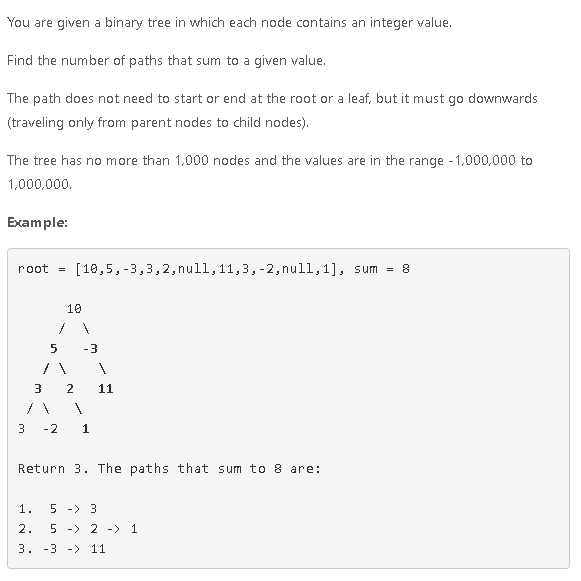 You are given a binary tree in which each node contains an integer value.
Find the number of paths that sum to a given value.
The path does not need to start or end at the root or a leaf, but it must go downwards
(traveling only from parent nodes to child nodes).
The tree has no more than 1,000 nodes and the values are in the range -1,000,000 to
1,000,000.
Example:
root = [10,5,-3,3,2,null,11,3,-2,null,1], sum = 8
      10
     /  \
    5   -3
   / \    \
  3   2   11
 / \   \
3  -2   1
Return 3. The paths that sum to 8 are:
1.  5 -> 3
2.  5 -> 2 -> 1
3. -3 -> 11